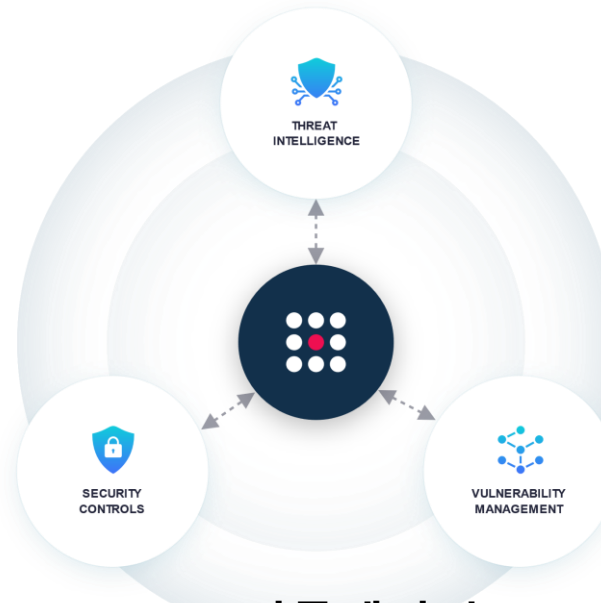 THREAT
INTELLIGENCE
SECURITY
CONTROLS
VULNERABILITY
MANAGEMENT